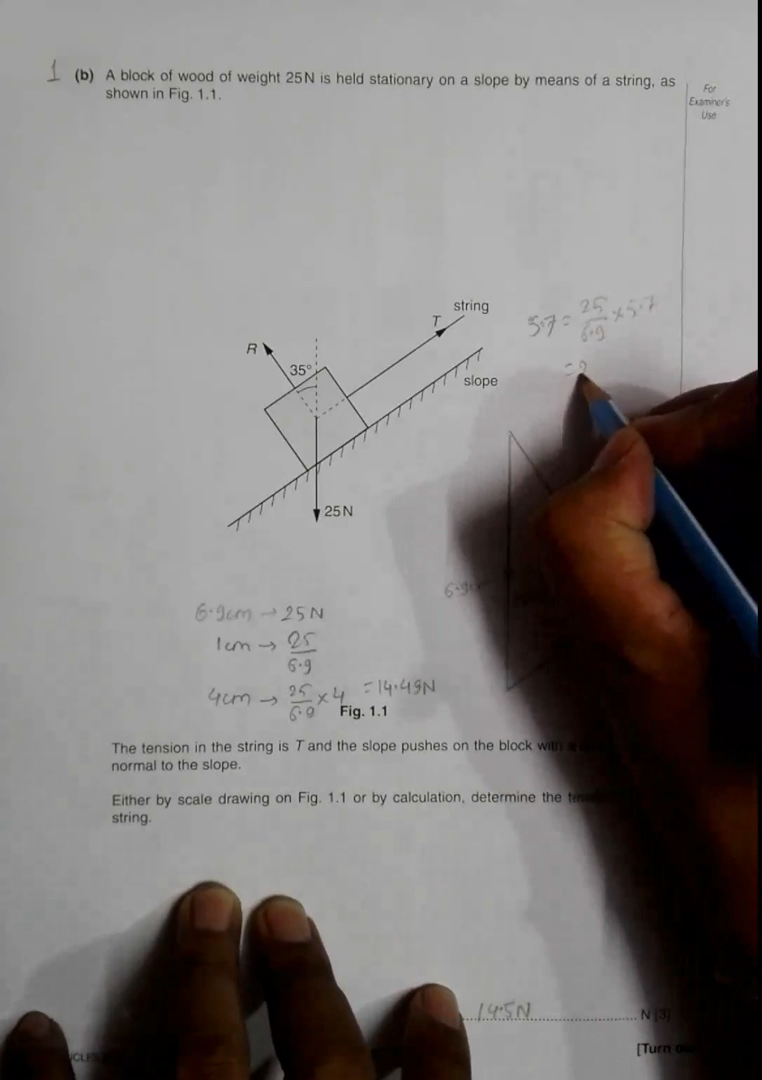 1 (b) A block of wood of weight 25N is held stationary on a slope by means of a string, as
shown in Fig. 1.1.
For
Examiner's
Use
string
T
R
35°
slope
25N
5.7 = 25/6.9 × 5.7
=
6.9cm → 25N
1cm → 25/6.9
4cm → 25/6.9 × 4 = 14.49N
6.9
Fig. 1.1
The tension in the string is T and the slope pushes on the block with a
normal to the slope.
Either by scale drawing on Fig. 1.1 or by calculation, determine the
string.
14.5N N [3]
[Turn